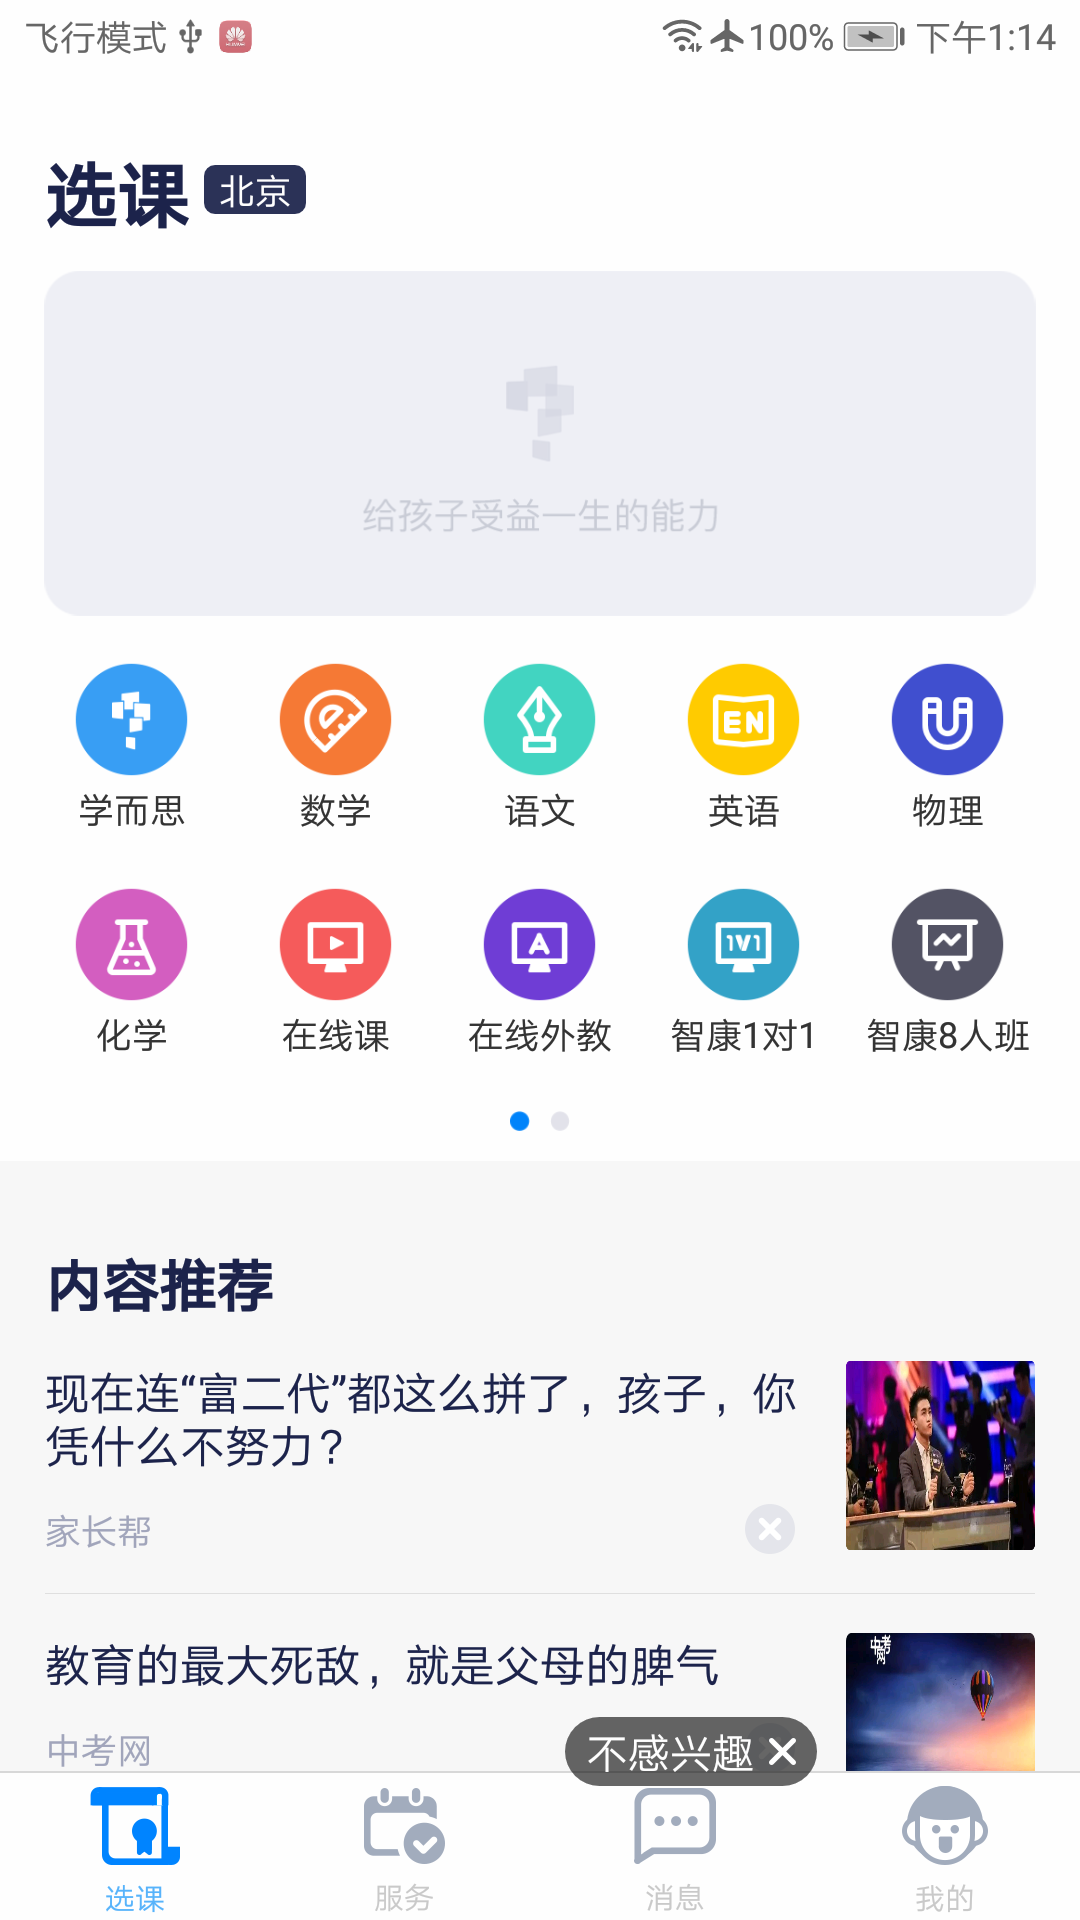 飞行模式
100% 下午1:14
选课 北京
给孩子受益一生的能力
EN
学而思 数学 语文 英语 物理
A 1V1
化学 在线课 在线外教 智康1对1 智康8人班
内容推荐
现在连“富二代”都这么拼了，孩子，你
凭什么不努力？
家长帮
教育的最大死敌，就是父母的脾气
中考网
中考
网
不感兴趣
选课 服务 消息 我的